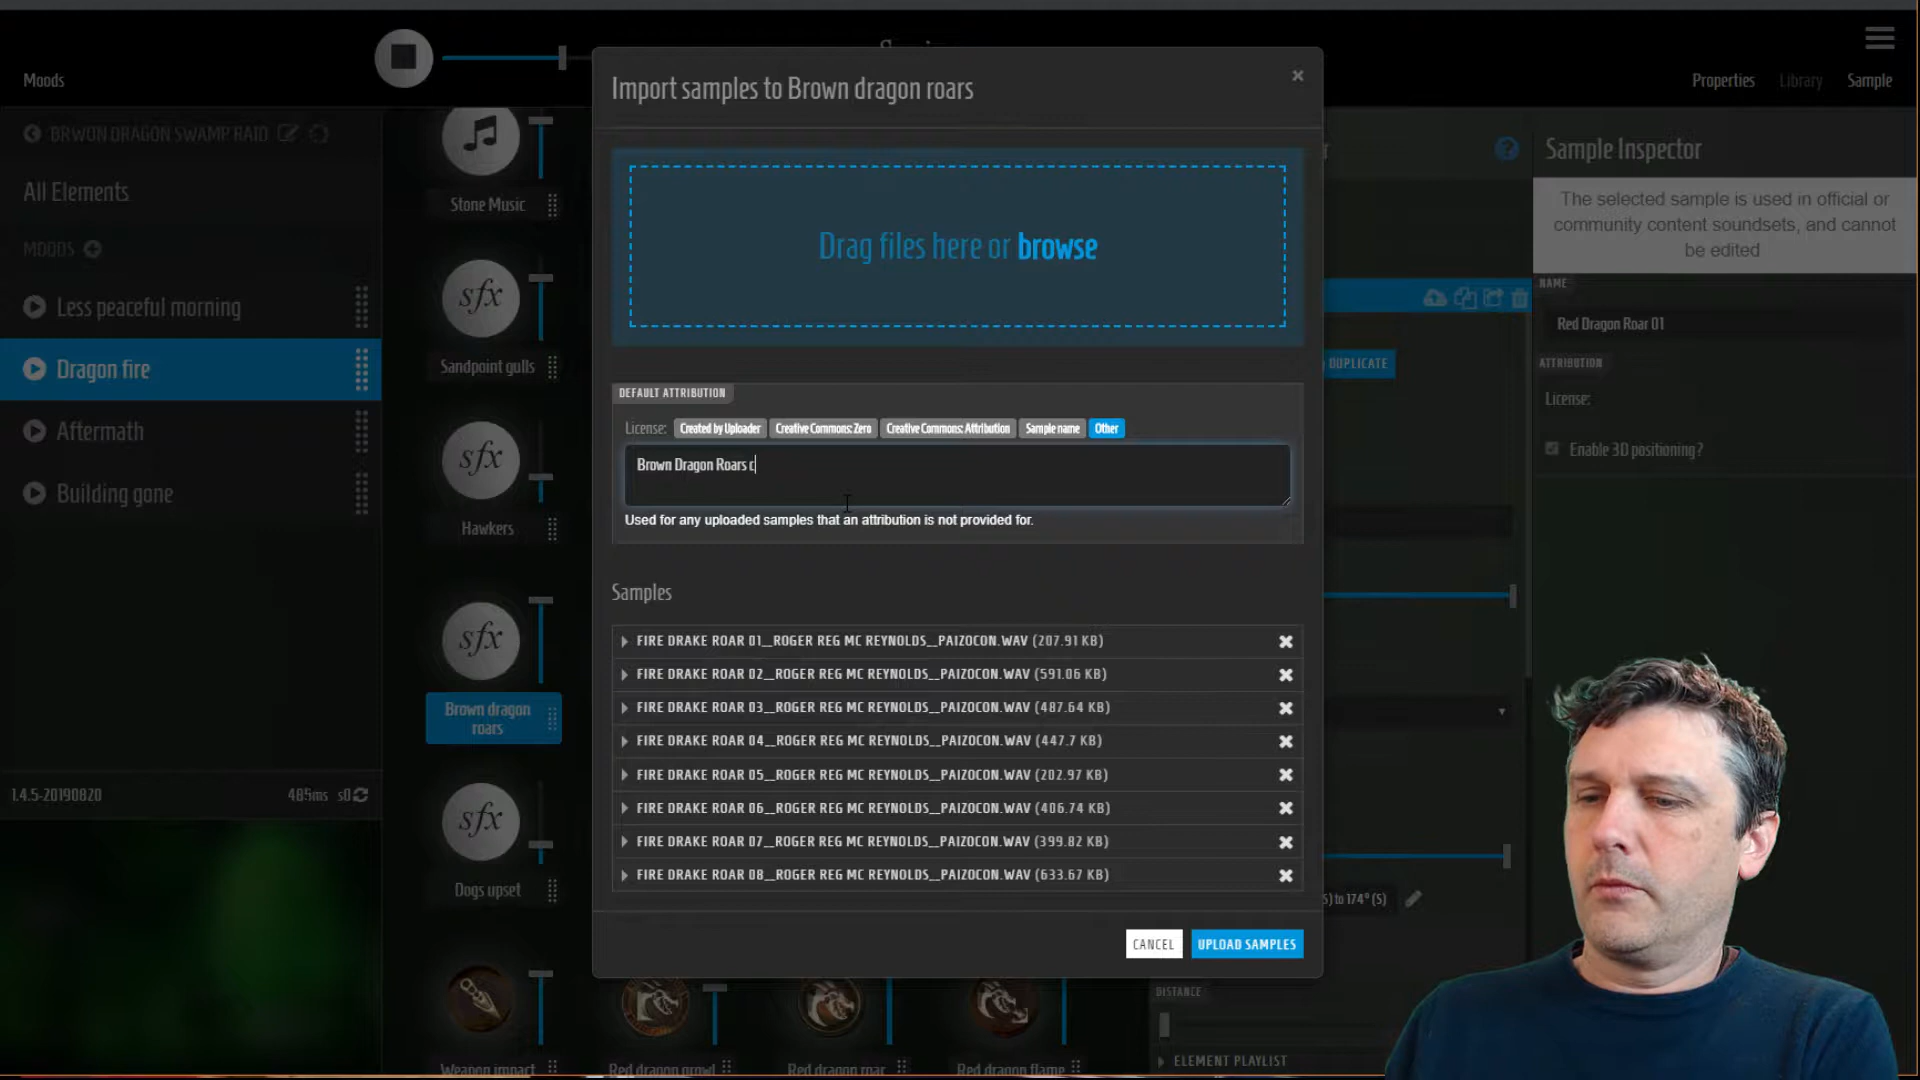 Import samples to Brown dragon roars
×
Moods
Properties
Library
Sample
BRWON DRAGON SWAMP RAID
All Elements
MOODS
Less peaceful morning
Dragon fire
Aftermath
Building gone
1.4.5-20190820
485ms s0
Stone Music
sfx
Sandpoint gulls
sfx
Hawkers
sfx
Brown dragon
roars
sfx
Dogs upset
Weapon impact
Red dragon growl
Red dragon roar
Red dragon flame
Drag files here or browse
DEFAULT ATTRIBUTION
License: Created by Uploader Creative Commons: Zero Creative Commons: Attribution Sample name Other
Brown Dragon Roars c
Used for any uploaded samples that an attribution is not provided for.
Samples
FIRE DRAKE ROAR 01__ROGER REG MC REYNOLDS__PAIZOCON.WAV (207.91 KB)
FIRE DRAKE ROAR 02__ROGER REG MC REYNOLDS__PAIZOCON.WAV (591.06 KB)
FIRE DRAKE ROAR 03__ROGER REG MC REYNOLDS__PAIZOCON.WAV (487.64 KB)
FIRE DRAKE ROAR 04__ROGER REG MC REYNOLDS__PAIZOCON.WAV (447.7 KB)
FIRE DRAKE ROAR 05__ROGER REG MC REYNOLDS__PAIZOCON.WAV (202.97 KB)
FIRE DRAKE ROAR 06__ROGER REG MC REYNOLDS__PAIZOCON.WAV (406.74 KB)
FIRE DRAKE ROAR 07__ROGER REG MC REYNOLDS__PAIZOCON.WAV (399.82 KB)
FIRE DRAKE ROAR 08__ROGER REG MC REYNOLDS__PAIZOCON.WAV (633.67 KB)
CANCEL
UPLOAD SAMPLES
DUPLICATE
to 174° (S)
DISTANCE
ELEMENT PLAYLIST
Sample Inspector
The selected sample is used in official or
community content soundsets, and cannot
be edited
NAME
Red Dragon Roar 01
ATTRIBUTION
License:
Enable 3D positioning?